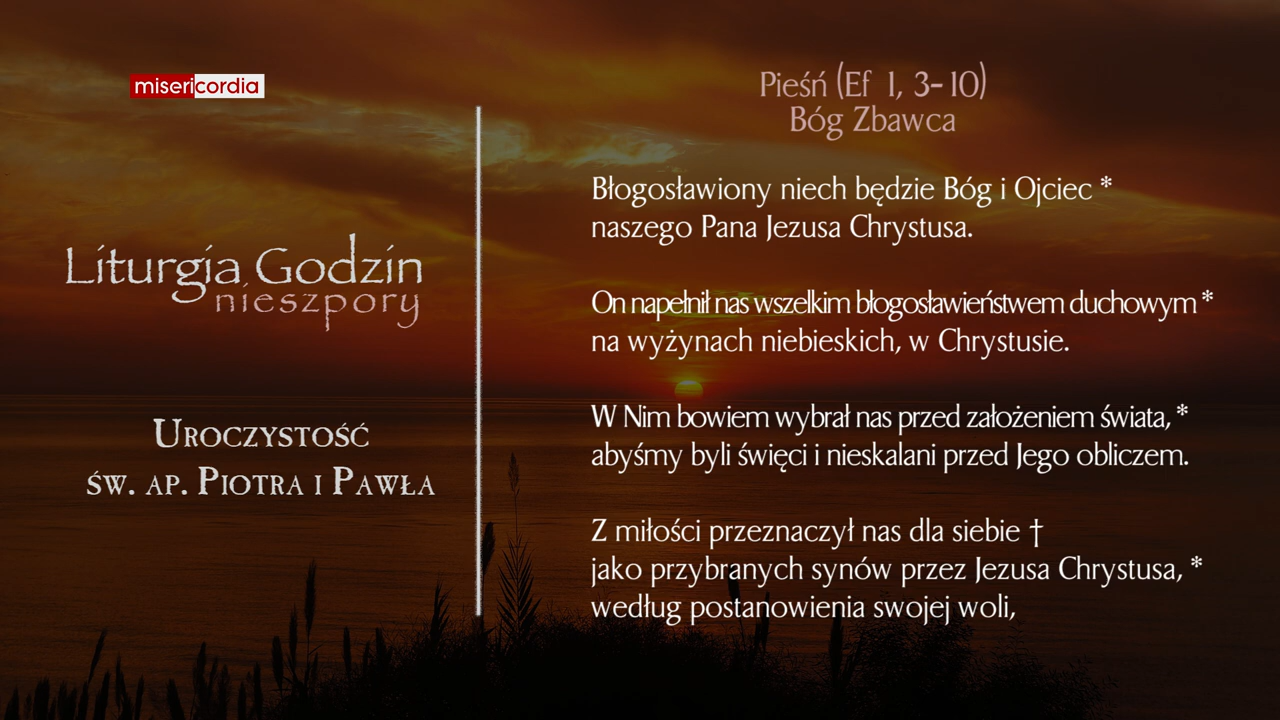 misericordia
Liturgia Godzin
nieszpory
Uroczystość
św. ap. Piotra i Pawła
Pieśń (Ef 1, 3-10)
Bóg Zbawca
Błogosławiony niech będzie Bóg i Ojciec *
naszego Pana Jezusa Chrystusa.
On napełnił nas wszelkim błogosławieństwem duchowym *
na wyżynach niebieskich, w Chrystusie.
W Nim bowiem wybrał nas przed założeniem świata, *
abyśmy byli święci i nieskalani przed Jego obliczem.
Z miłości przeznaczył nas dla siebie †
jako przybranych synów przez Jezusa Chrystusa, *
według postanowienia swojej woli,